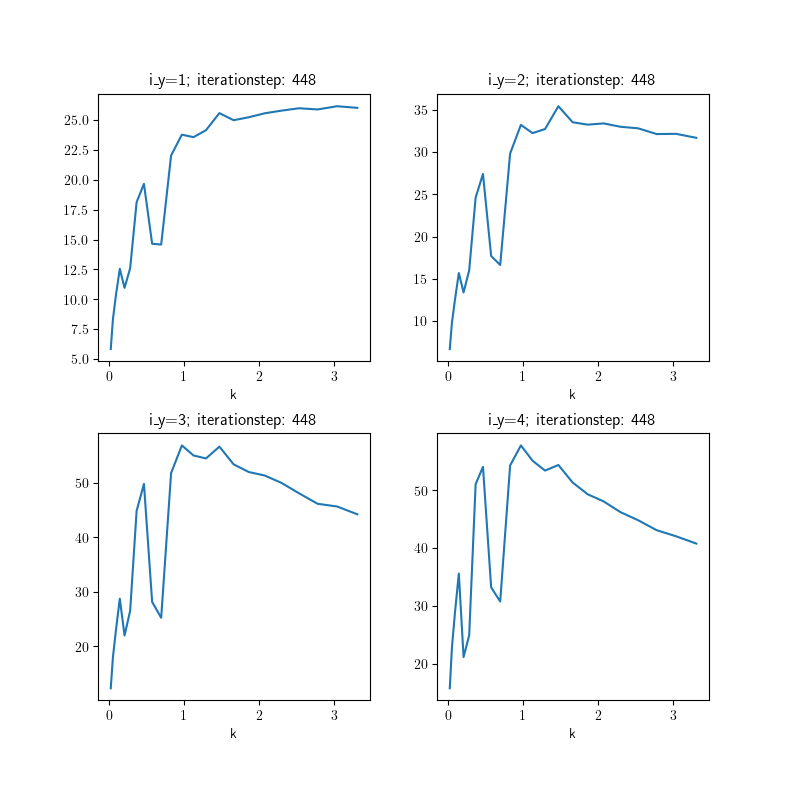 i_y=1; iterationstep: 448
25.0
22.5
20.0
17.5
15.0
12.5
10.0
7.5
5.0
0 1 2 3
k
i_y=2; iterationstep: 448
35
30
25
20
15
10
0 1 2 3
k
i_y=3; iterationstep: 448
50
40
30
20
0 1 2 3
k
i_y=4; iterationstep: 448
50
40
30
20
0 1 2 3
k